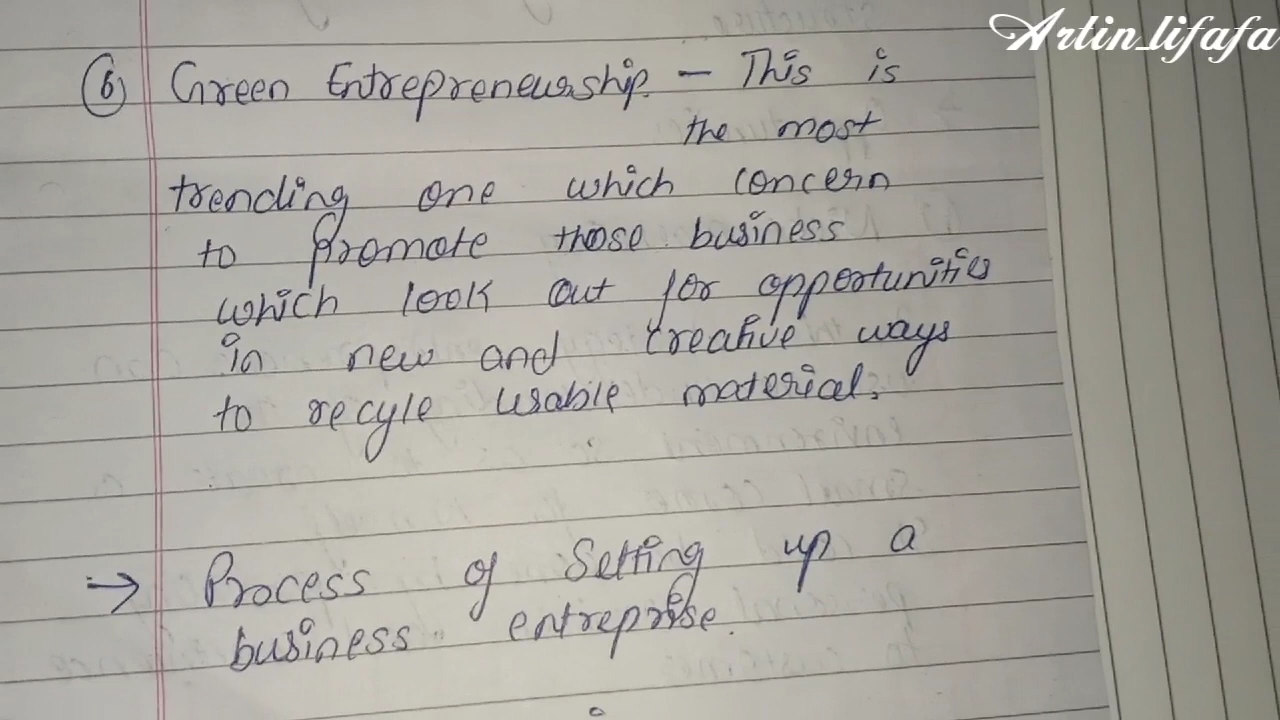 Artin_lifafa
⑥ Green Entrepreneurship. - This is
the most
trending one which concern
to Promote those business
which look out for opportunities
in new and creative ways
to recyle usable material.
→ Process of Setting up a
business entreprise.